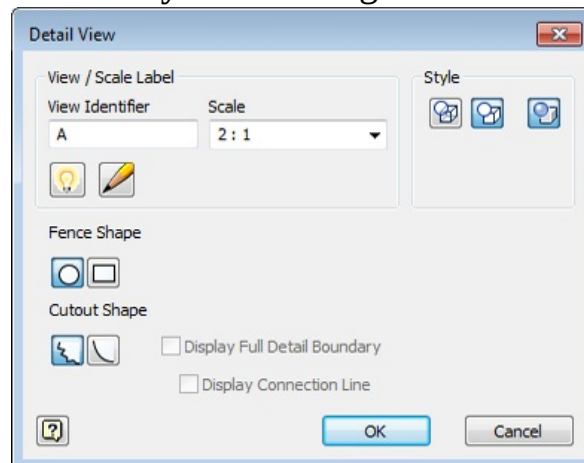 Detail View
View / Scale Label
Style
View Identifier
Scale
A
2 : 1
Fence Shape
Cutout Shape
Display Full Detail Boundary
Display Connection Line
OK
Cancel